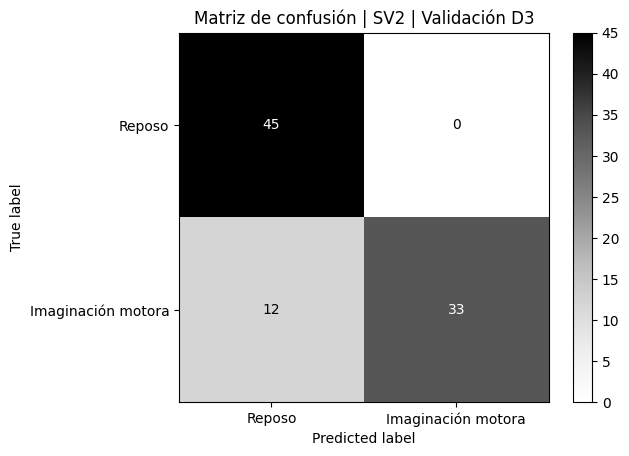 Matriz de confusión | SV2 | Validación D3
True label
Reposo
45
0
Imaginación motora
12
33
Reposo
Imaginación motora
Predicted label
45
40
35
30
25
20
15
10
5
0